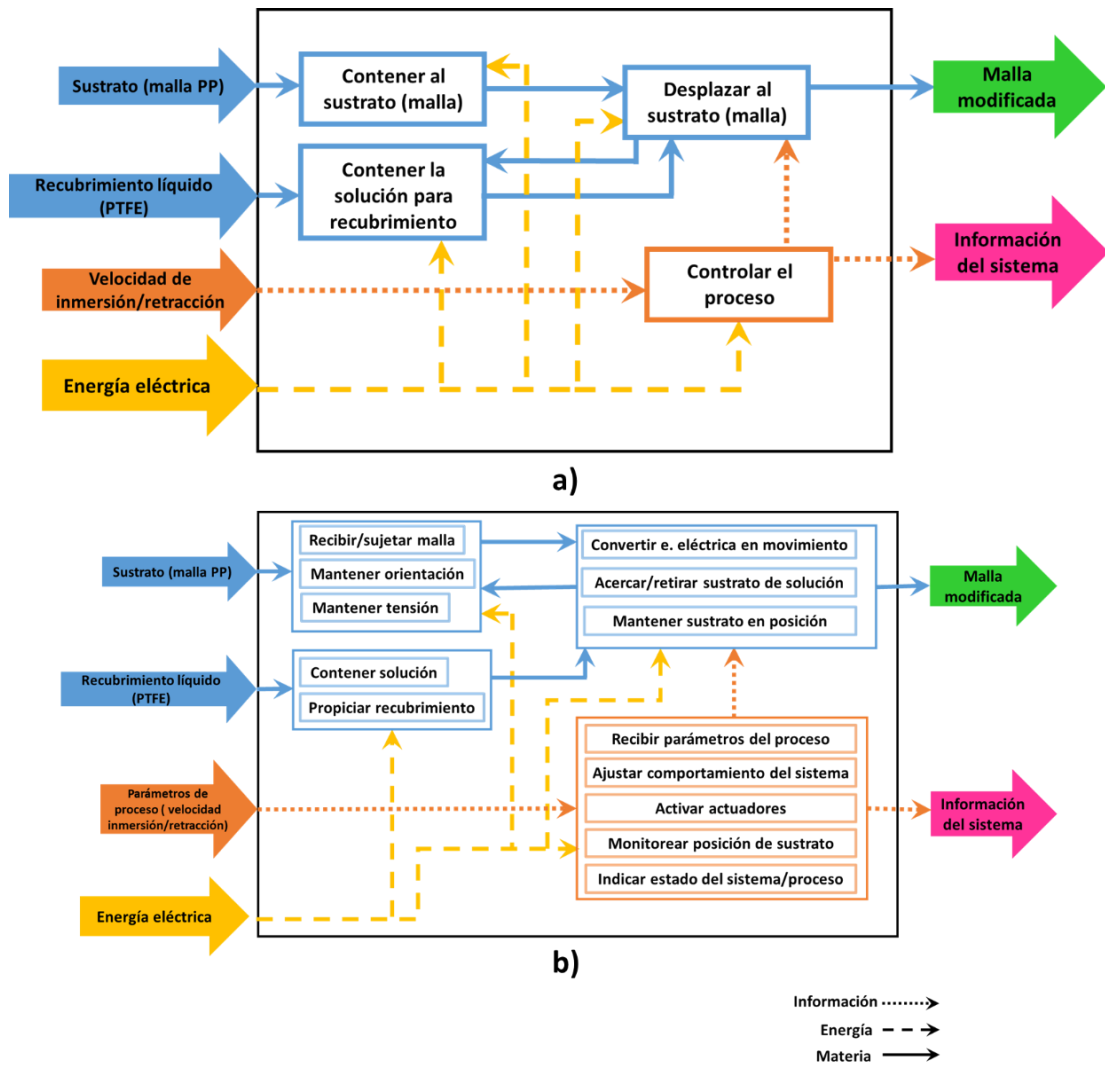 Sustrato (malla PP)
Contener al
sustrato (malla)
Desplazar al
sustrato (malla)
Malla
modificada
Recubrimiento líquido
(PTFE)
Contener la
solución para
recubrimiento
Velocidad de
inmersión/retracción
Controlar el
proceso
Información
del sistema
Energía eléctrica
a)
Sustrato (malla PP)
Recibir/sujetar malla
Mantener orientación
Mantener tensión
Convertir e. eléctrica en movimiento
Acercar/retirar sustrato de solución
Mantener sustrato en posición
Malla
modificada
Recubrimiento líquido
(PTFE)
Contener solución
Propiciar recubrimiento
Parámetros de
proceso ( velocidad
inmersión/retracción)
Recibir parámetros del proceso
Ajustar comportamiento del sistema
Activar actuadores
Monitorear posición de sustrato
Indicar estado del sistema/proceso
Información
del sistema
Energía eléctrica
b)
Información
Energía
Materia